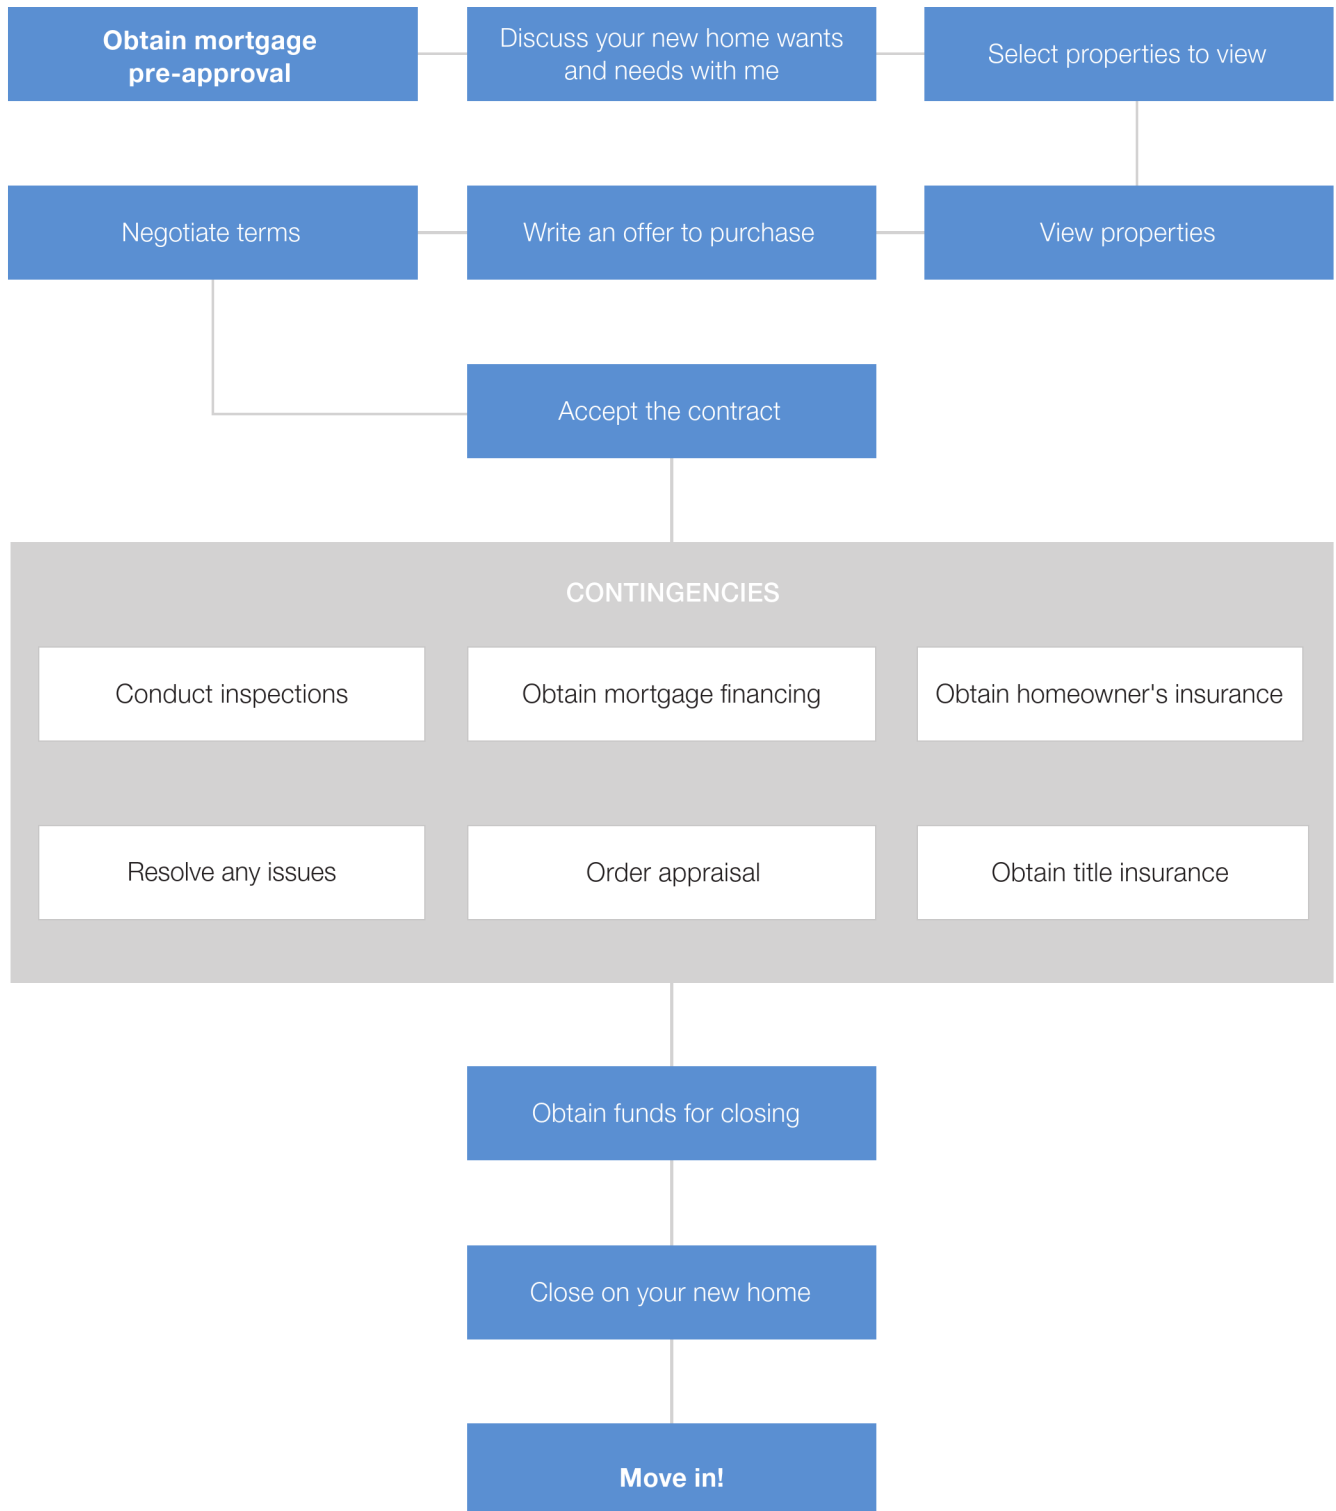 Obtain mortgage
pre-approval
Discuss your new home wants
and needs with me
Select properties to view
View properties
Write an offer to purchase
Negotiate terms
Accept the contract
CONTINGENCIES
Conduct inspections
Obtain mortgage financing
Obtain homeowner's insurance
Resolve any issues
Order appraisal
Obtain title insurance
Obtain funds for closing
Close on your new home
Move in!